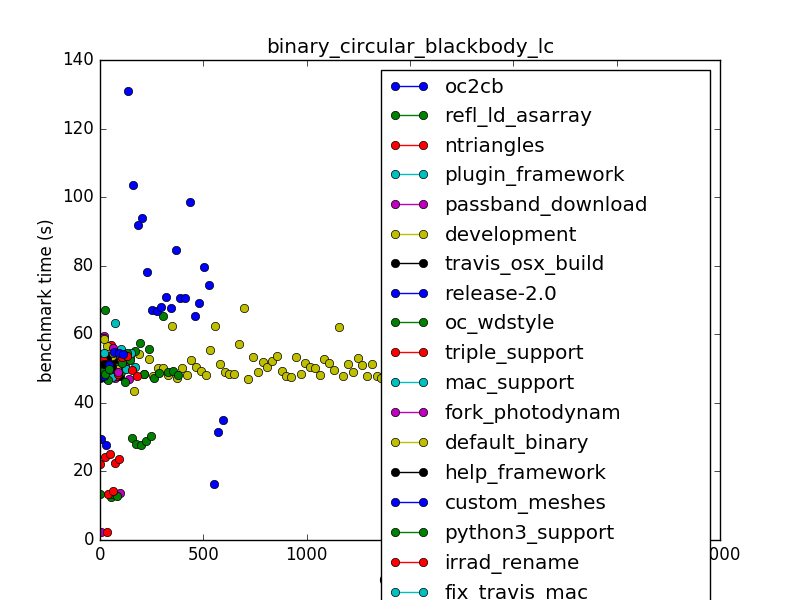 binary_circular_blackbody_lc
benchmark time (s)
140
120
100
80
60
40
20
0
0
500
1000
000
oc2cb
refl_ld_asarray
ntriangles
plugin_framework
passband_download
development
travis_osx_build
release-2.0
oc_wdstyle
triple_support
mac_support
fork_photodynam
default_binary
help_framework
custom_meshes
python3_support
irrad_rename
fix_travis_mac